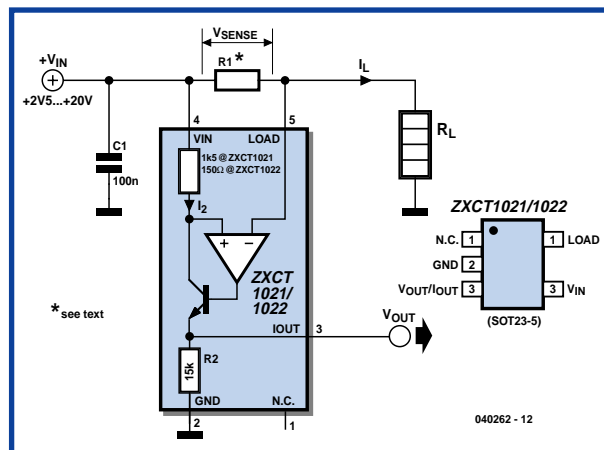 VSENSE
+VIN
R1 *
IL
+2V5...+20V
4
5
VIN
LOAD
RL
C1
1k5 @ ZXCT1021
150Ω @ ZXCT1022
100n
I2
ZXCT1021/1022
+
–
N.C.
1
1
LOAD
GND
2
ZXCT
1021/
1022
VOUT/IOUT
3
3
VIN
* see text
IOUT
3
VOUT
(SOT23-5)
15k
R2
GND
N.C.
2
1
040262 - 12